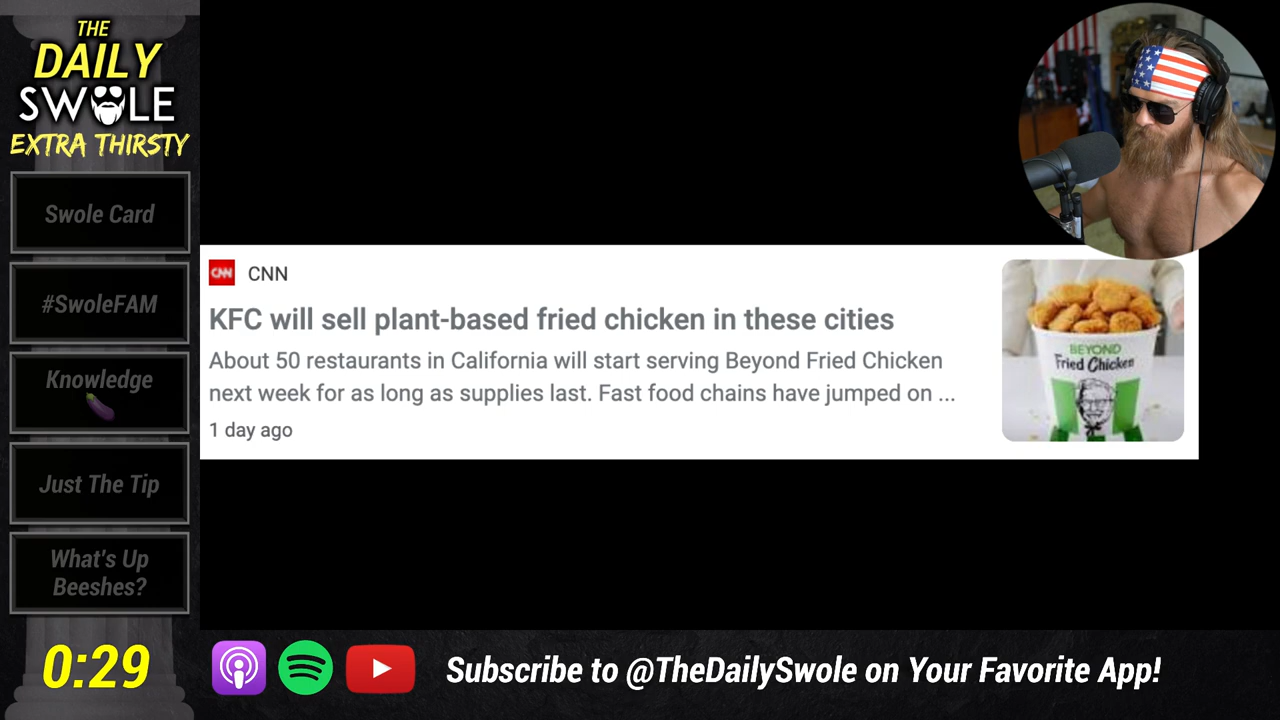 THE
DAILY
SWOLE
EXTRA THIRSTY
Swole Card
#SwoleFAM
Knowledge
Just The Tip
What's Up
Beeshes?
0:29
CNN CNN
KFC will sell plant-based fried chicken in these cities
About 50 restaurants in California will start serving Beyond Fried Chicken
next week for as long as supplies last. Fast food chains have jumped on ...
1 day ago
BEYOND
Fried Chicken
Subscribe to @TheDailySwole on Your Favorite App!